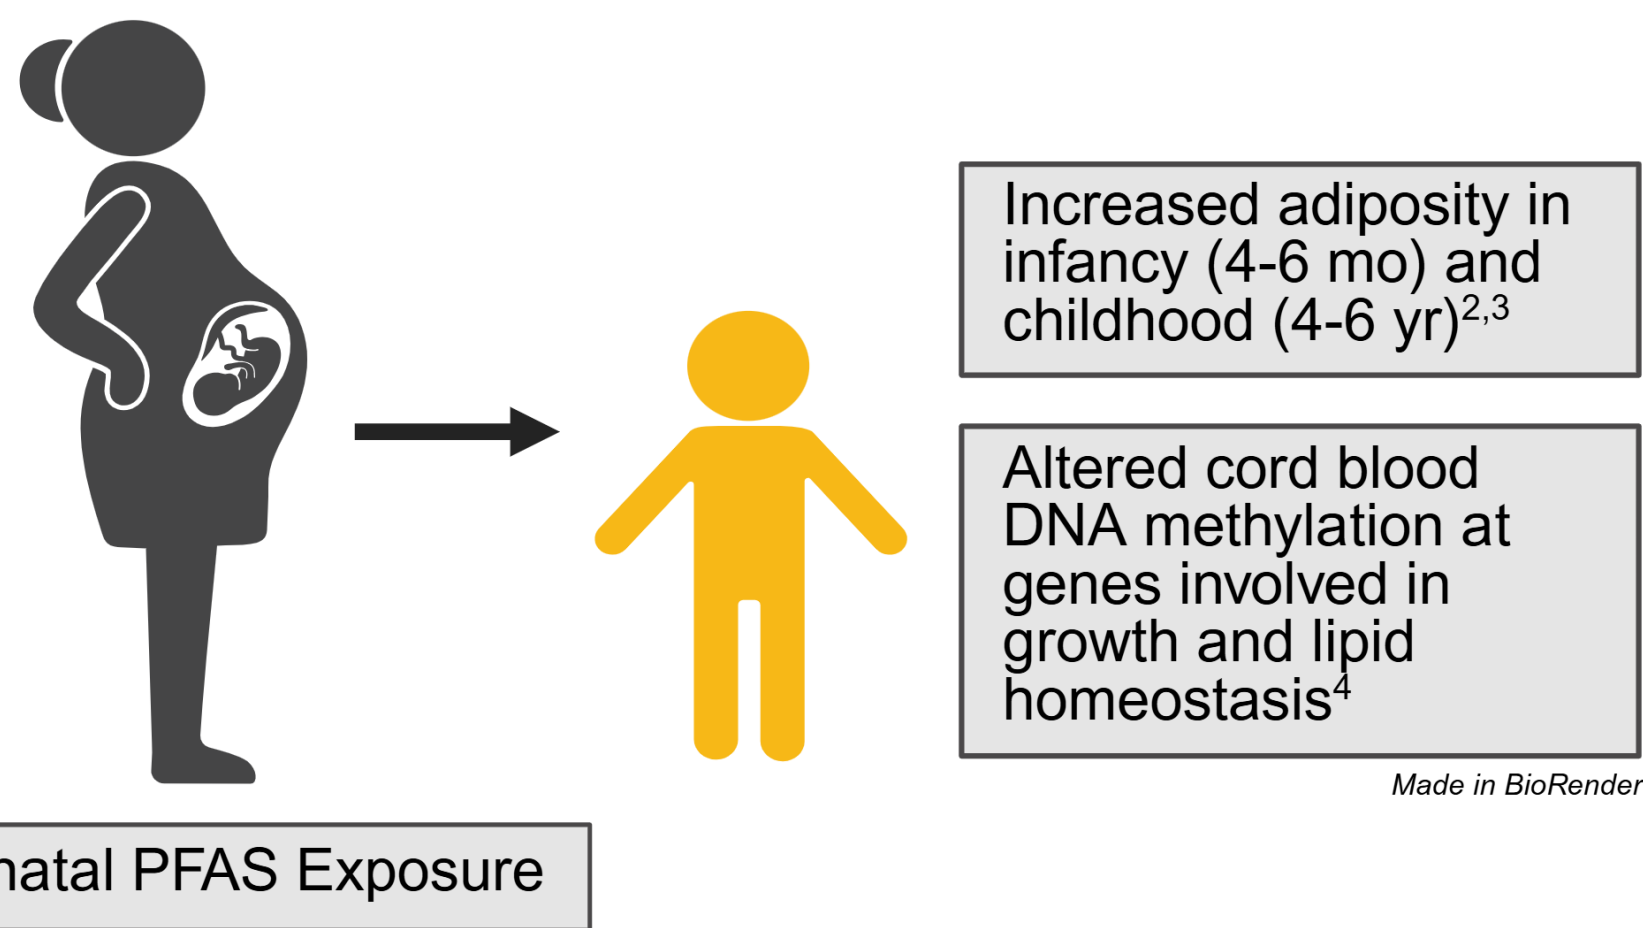 Increased adiposity in
infancy (4-6 mo) and
childhood (4-6 yr)2,3
Altered cord blood
DNA methylation at
genes involved in
growth and lipid
homeostasis4
Made in BioRender
natal PFAS Exposure